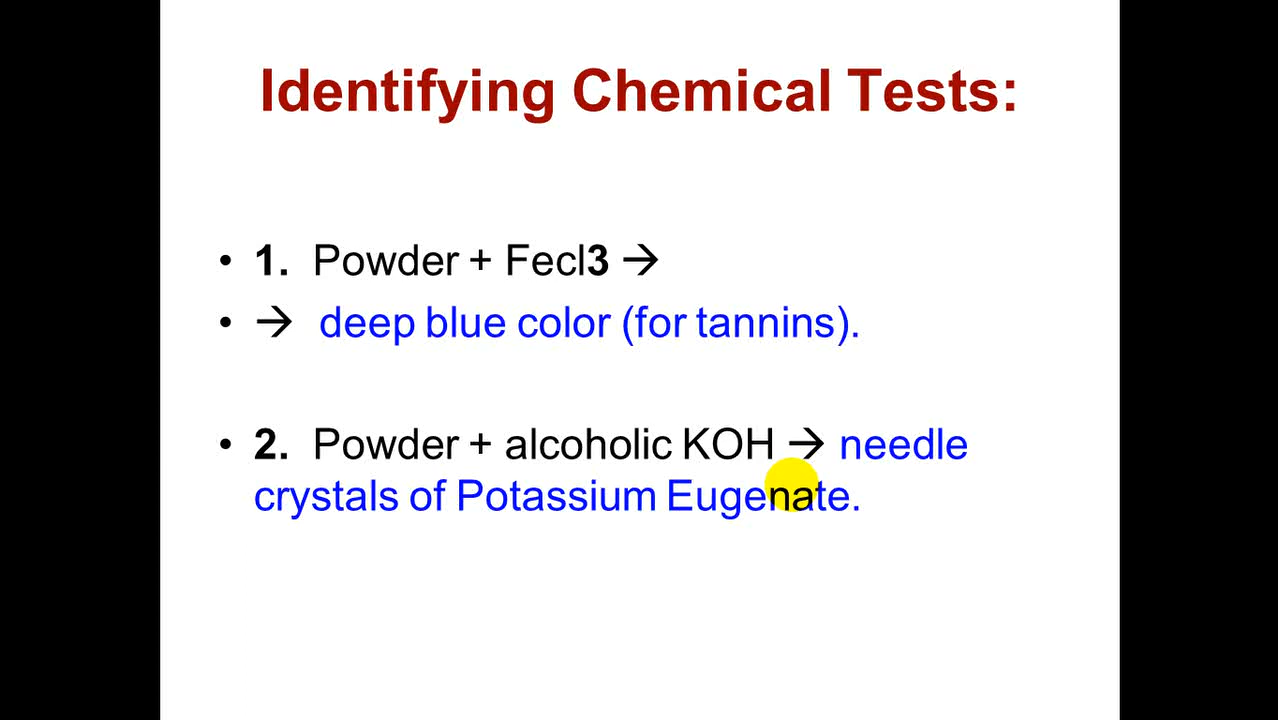 Identifying Chemical Tests:
• 1. Powder + Fecl3 →
• → deep blue color (for tannins).
• 2. Powder + alcoholic KOH → needle
crystals of Potassium Eugenate.